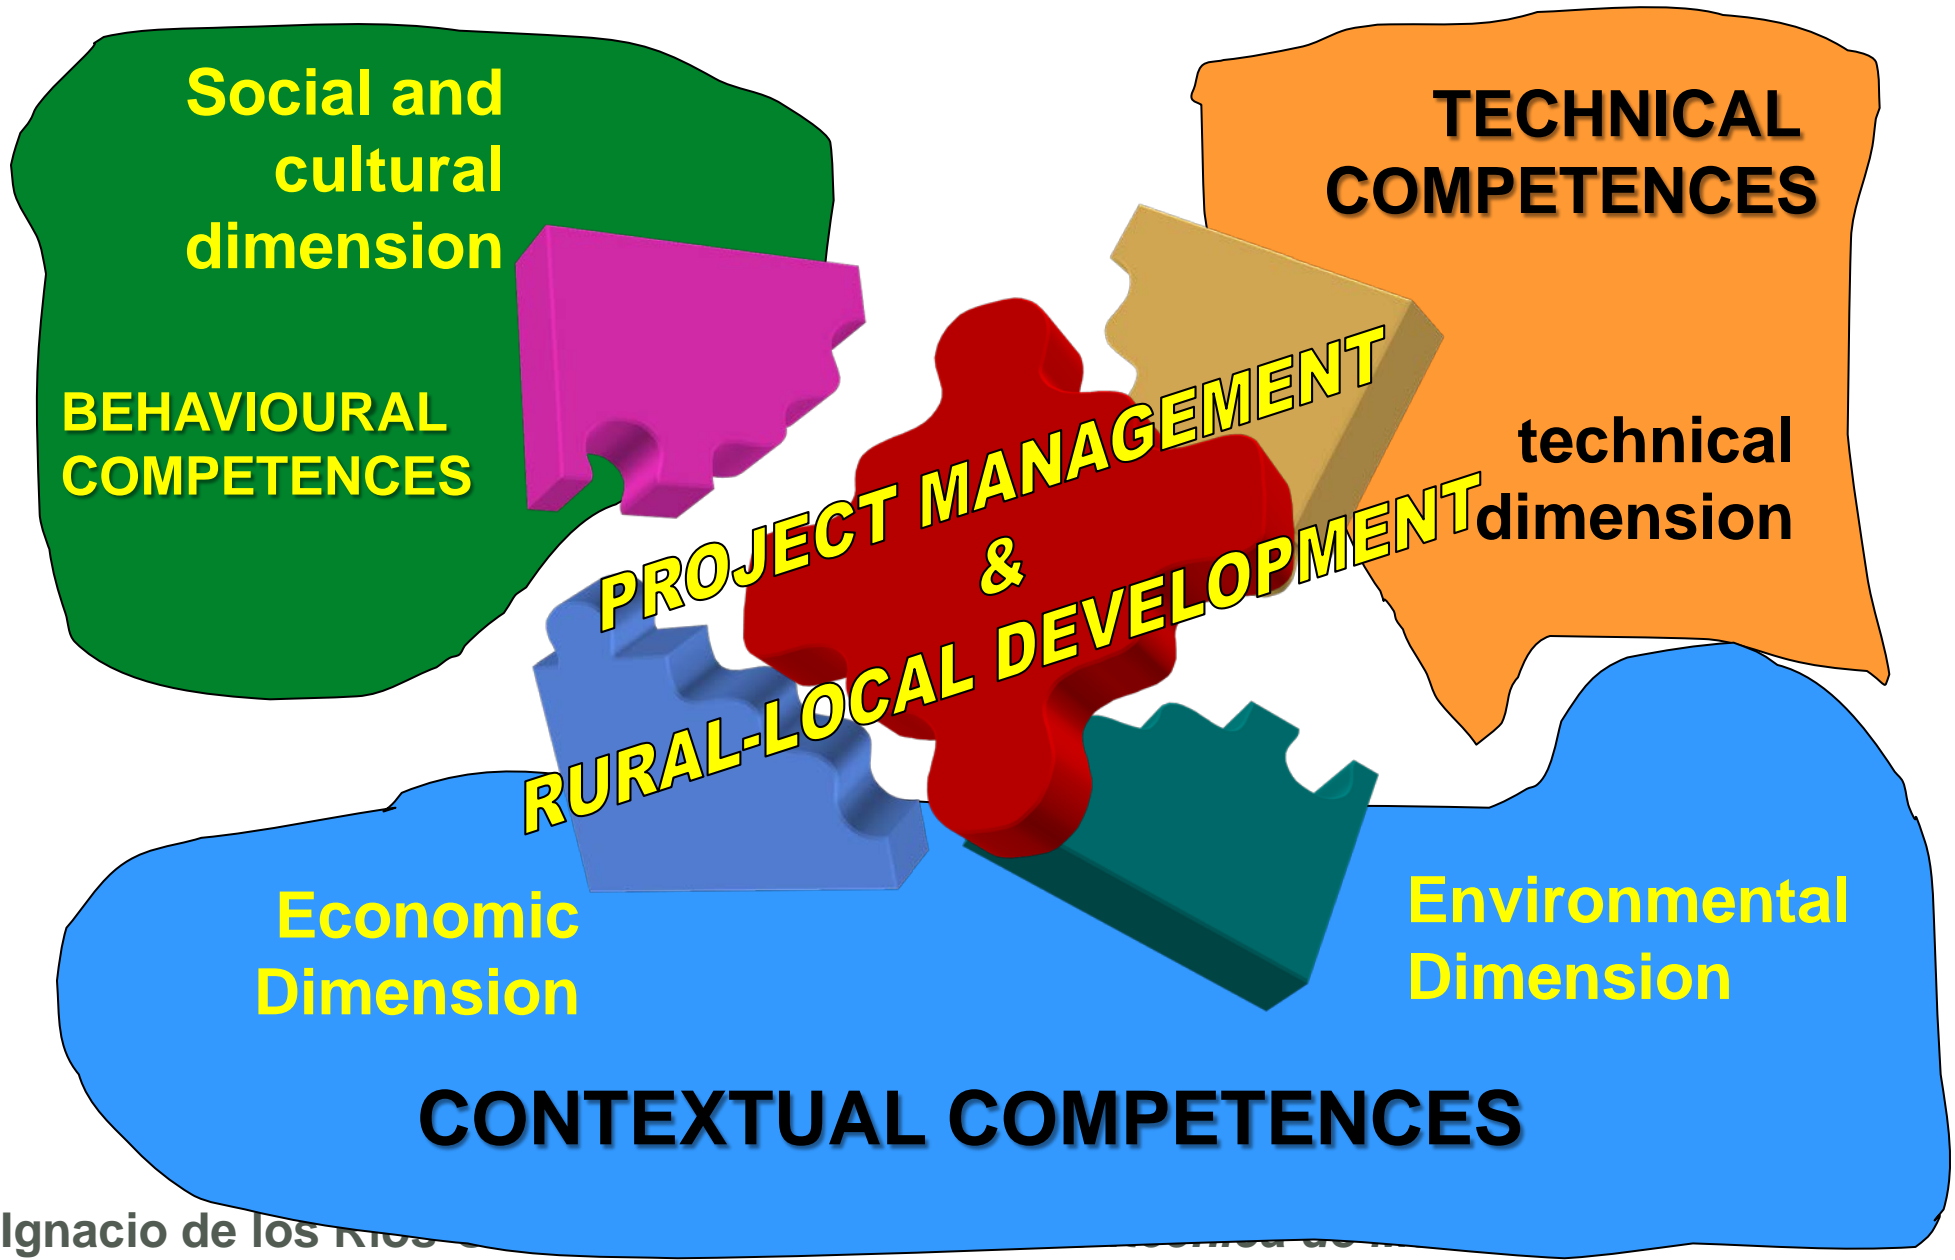 Social and
cultural
dimension
BEHAVIOURAL
COMPETENCES
TECHNICAL
COMPETENCES
technical
dimension
PROJECT MANAGEMENT
&
RURAL-LOCAL DEVELOPMENT
Economic
Dimension
Environmental
Dimension
CONTEXTUAL COMPETENCES
Ignacio de los Ríos